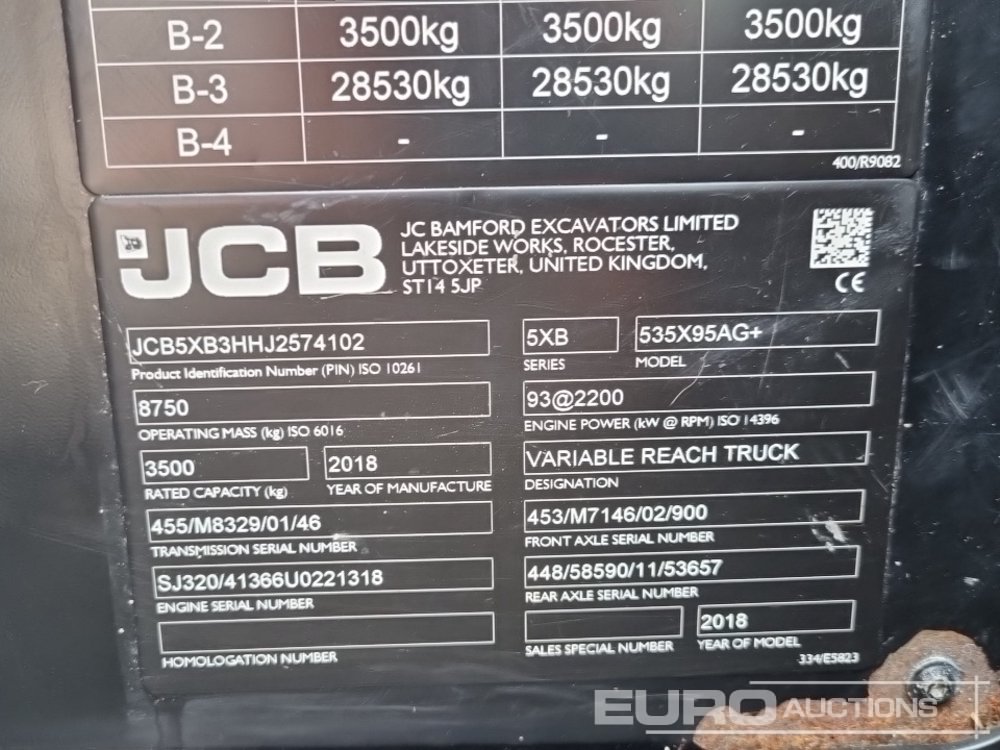 B-2 3500kg 3500kg 3500kg
B-3 28530kg 28530kg 28530kg
B-4 - - -
400/R9082
JCB
JC BAMFORD EXCAVATORS LIMITED
LAKESIDE WORKS, ROCESTER,
UTTOXETER, UNITED KINGDOM,
ST14 5JP
CE
JCB5XB3HHJ2574102
Product Identification Number (PIN) ISO 10261
5XB 535X95AG+
SERIES MODEL
8750
OPERATING MASS (kg) ISO 6016
93@2200
ENGINE POWER (kW @ RPM) ISO 14396
3500 2018
RATED CAPACITY (kg) YEAR OF MANUFACTURE
VARIABLE REACH TRUCK
DESIGNATION
455/M8329/01/46
TRANSMISSION SERIAL NUMBER
453/M7146/02/900
FRONT AXLE SERIAL NUMBER
SJ320/41366U0221318
ENGINE SERIAL NUMBER
448/58590/11/53657
REAR AXLE SERIAL NUMBER
HOMOLOGATION NUMBER
2018
SALES SPECIAL NUMBER YEAR OF MODEL
334/E5823
EURO AUCTIONS